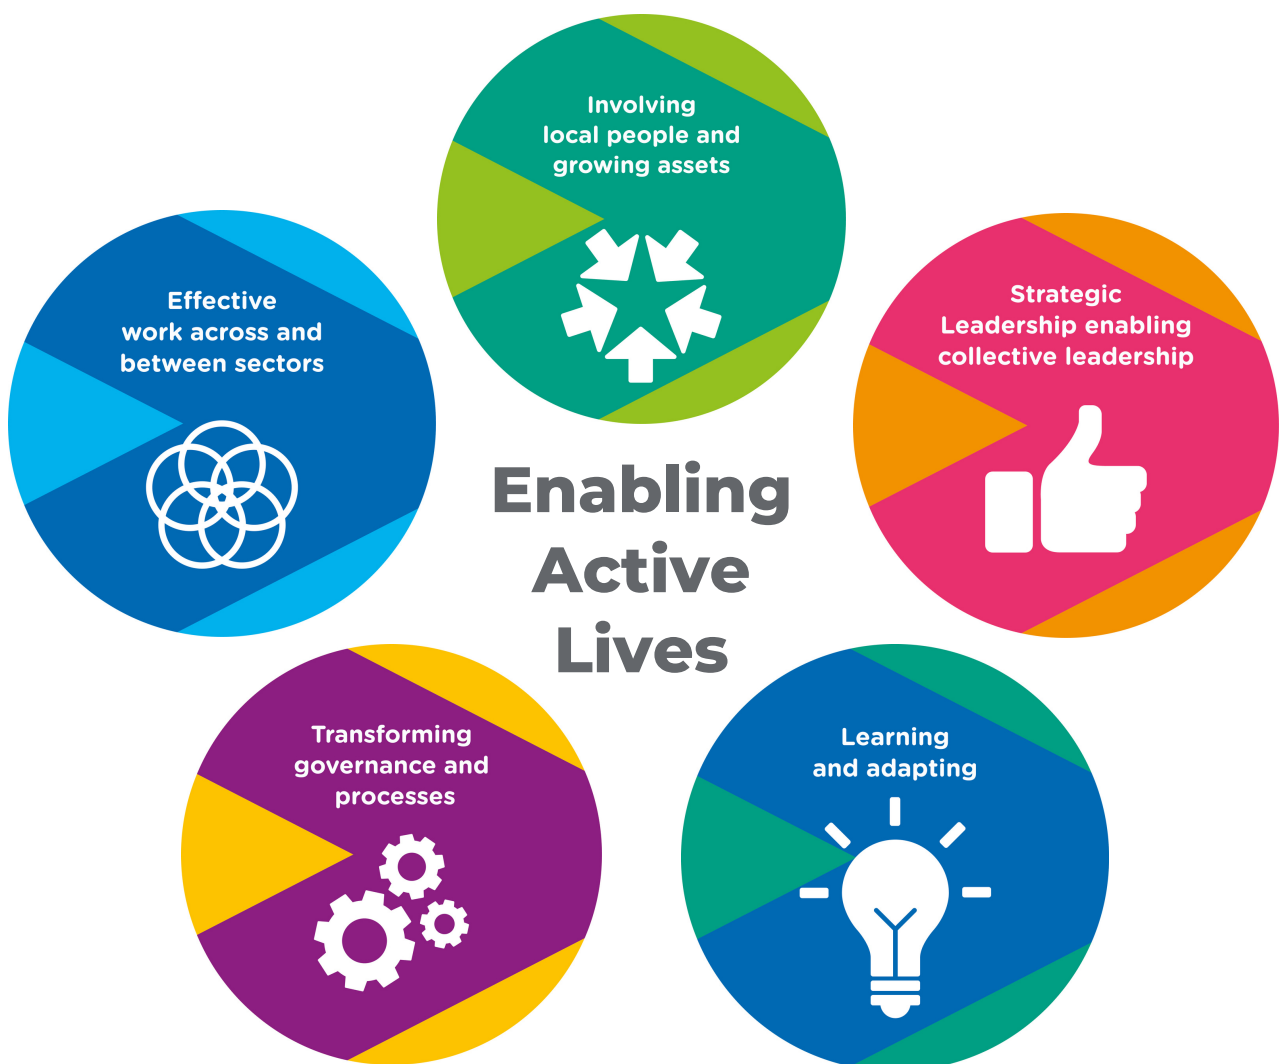 Involving
local people and
growing assets
Effective
work across and
between sectors
Strategic
Leadership enabling
collective leadership
Enabling
Active
Lives
Transforming
governance and
processes
Learning
and adapting